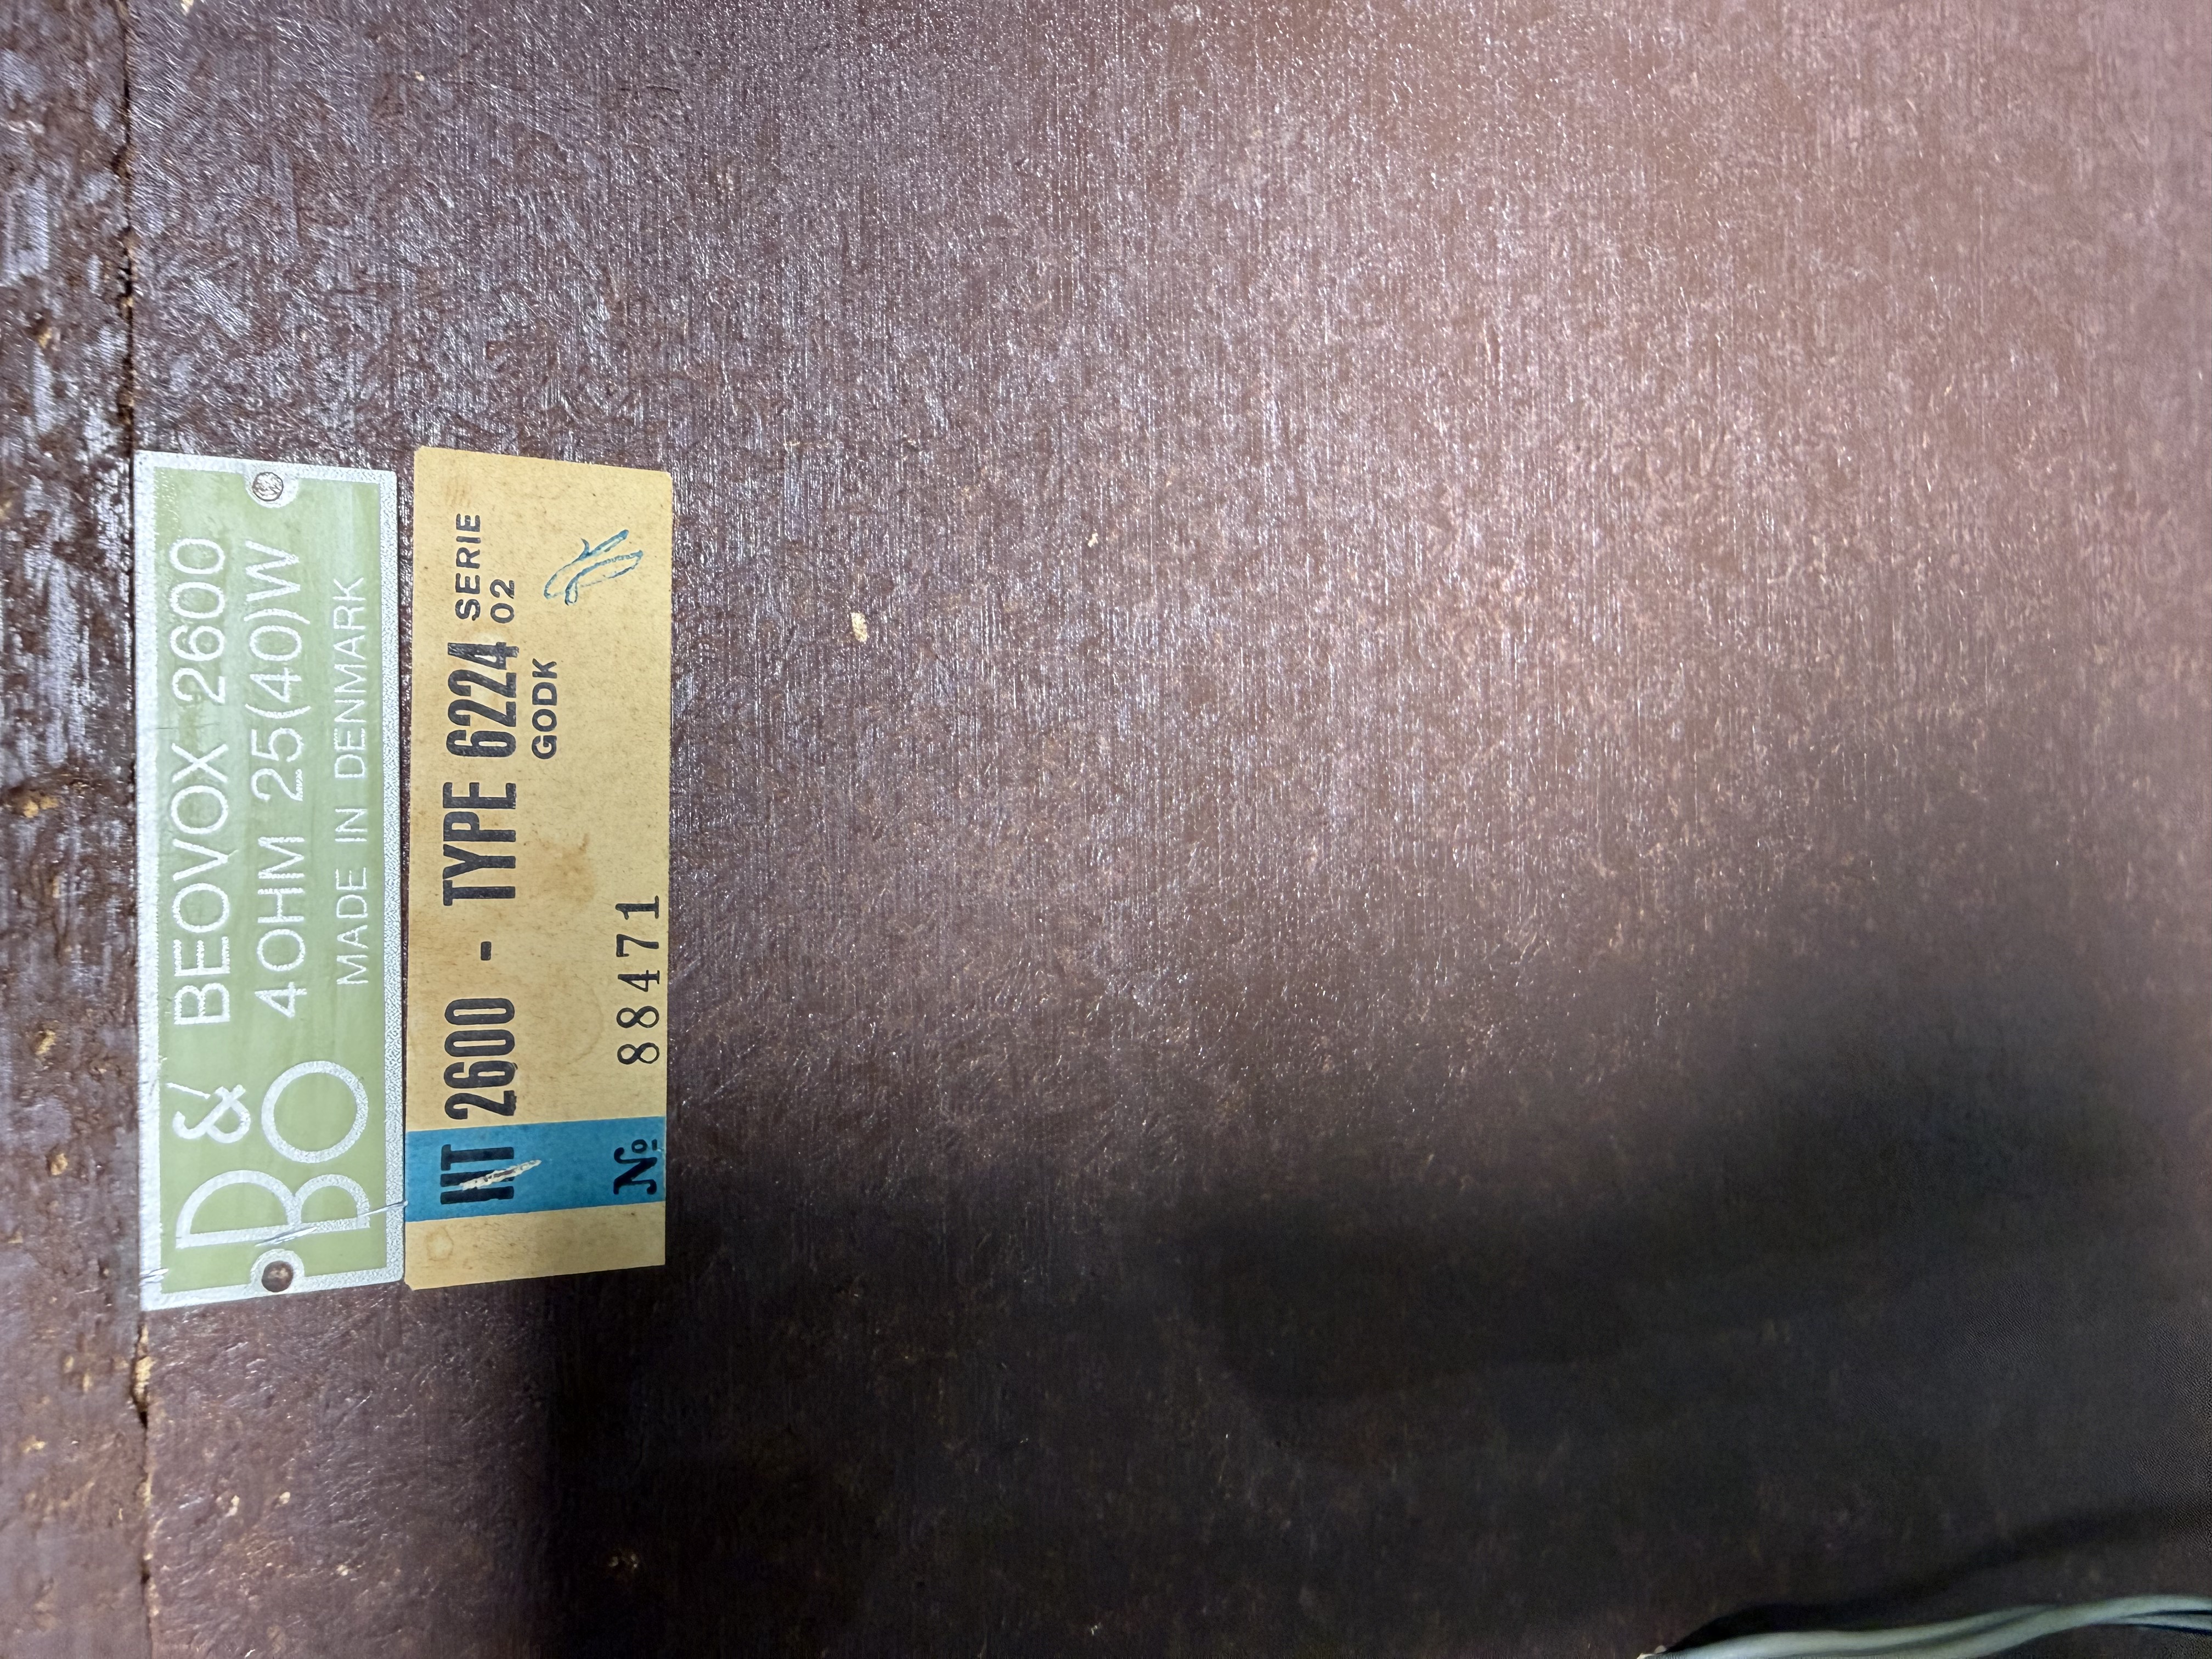 B&O BEOVOX 2600
4OHM 25(40)W
MADE IN DENMARK
HT 2600 - TYPE 6224 SERIE 02
GODK
№ 88471